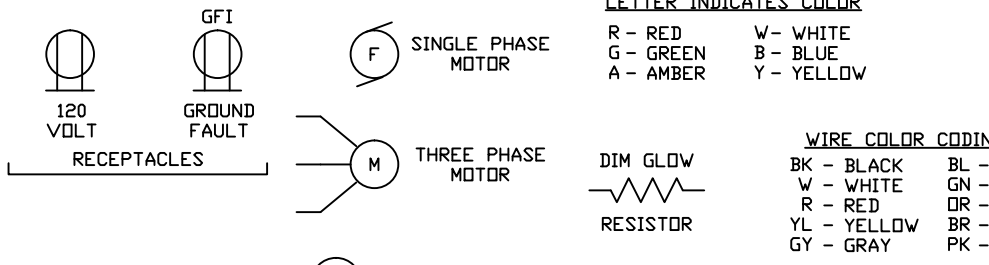 GFI
120
VOLT
GROUND
FAULT
RECEPTACLES
F
SINGLE PHASE
MOTOR
M
THREE PHASE
MOTOR
LETTER INDICATES COLOR
R - RED W - WHITE
G - GREEN B - BLUE
A - AMBER Y - YELLOW
DIM GLOW
RESISTOR
WIRE COLOR
BK - BLACK BL -
W - WHITE GN -
R - RED OR -
YL - YELLOW BR -
GY - GRAY PK -